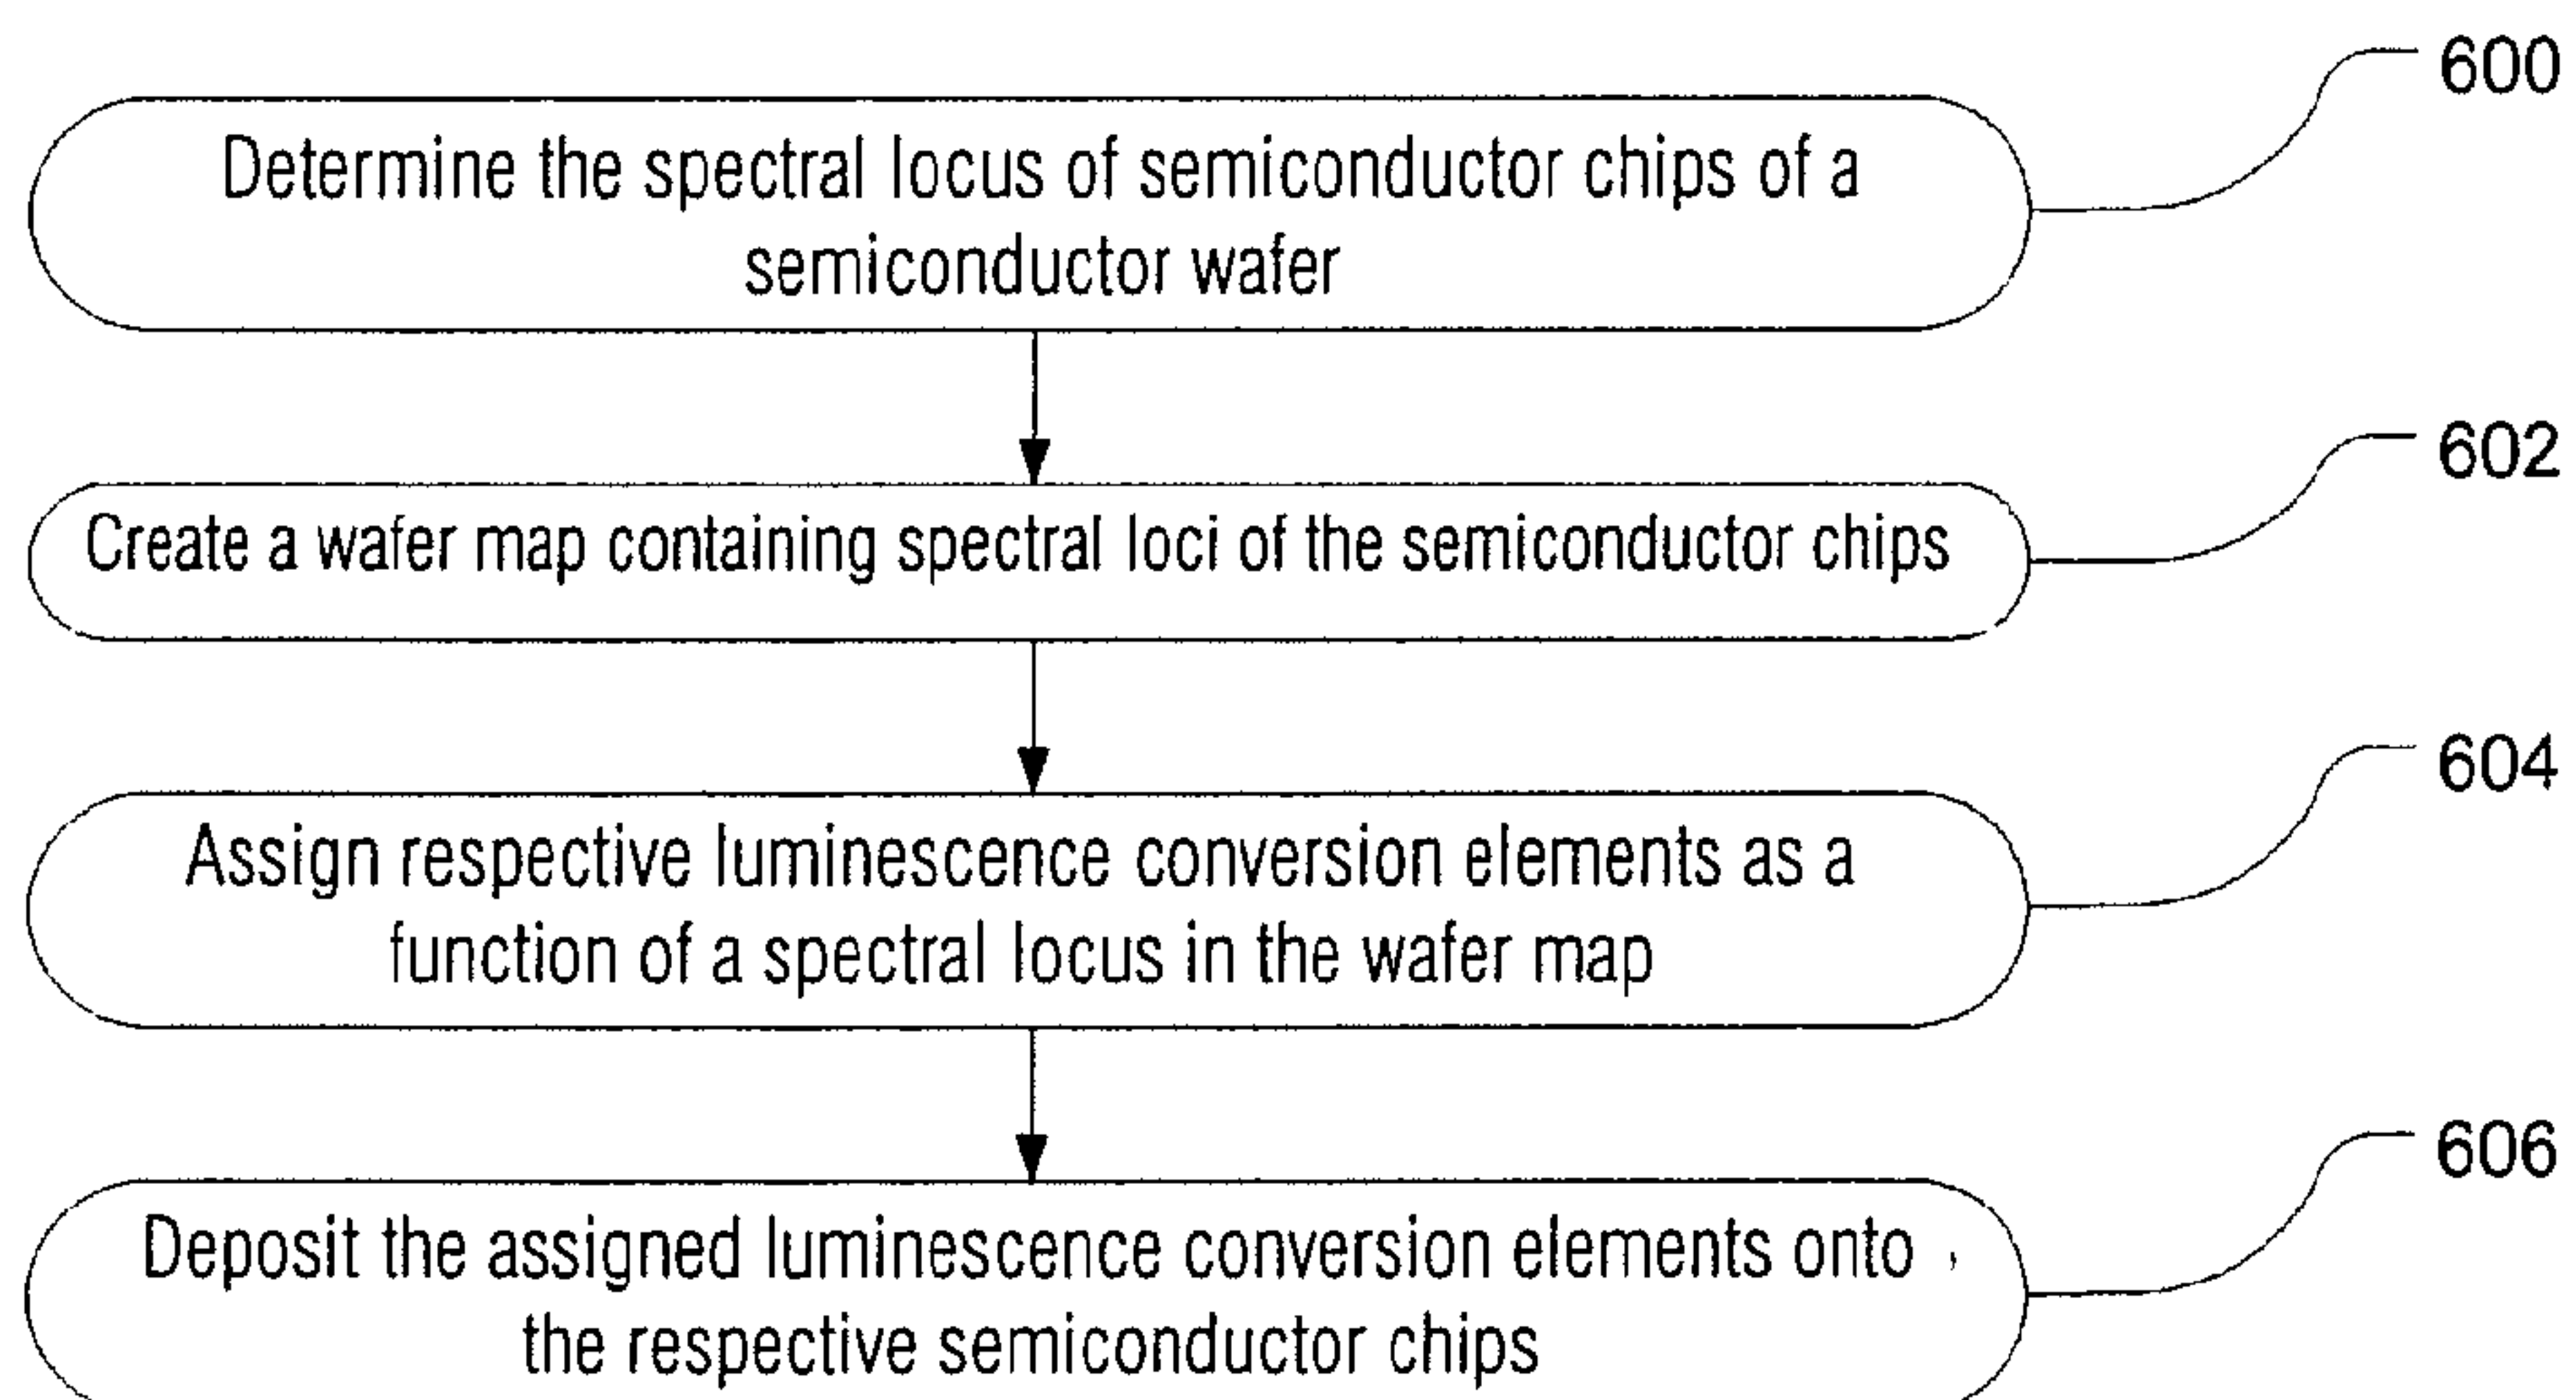 600
Determine the spectral locus of semiconductor chips of a
semiconductor wafer
602
Create a wafer map containing spectral loci of the semiconductor chips
604
Assign respective luminescence conversion elements as a
function of a spectral locus in the wafer map
606
Deposit the assigned luminescence conversion elements onto
the respective semiconductor chips